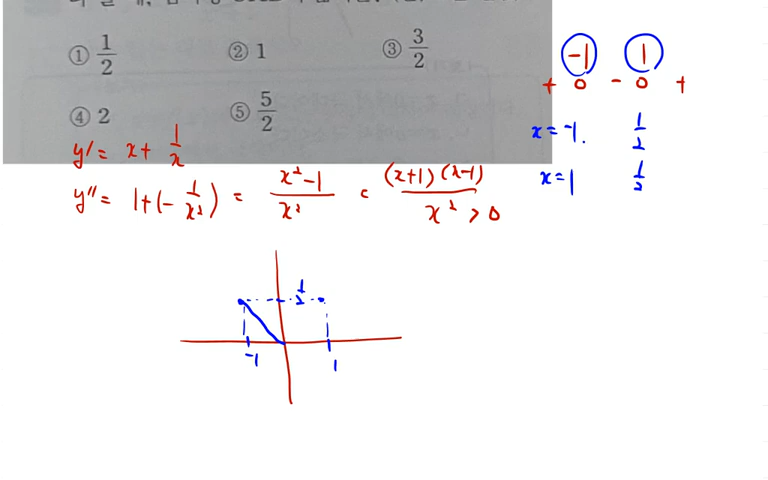 ① 1/2 ② 1 ③ 3/2
④ 2 ⑤ 5/2
-1 1
+ 0 - 0 +
x=-1. 1/2
x=1 1/2
y' = x + 1/x
y'' = 1+(-1/x²) = x²-1/x² = (x+1)(x-1)/x² > 0
1/2
-1 1